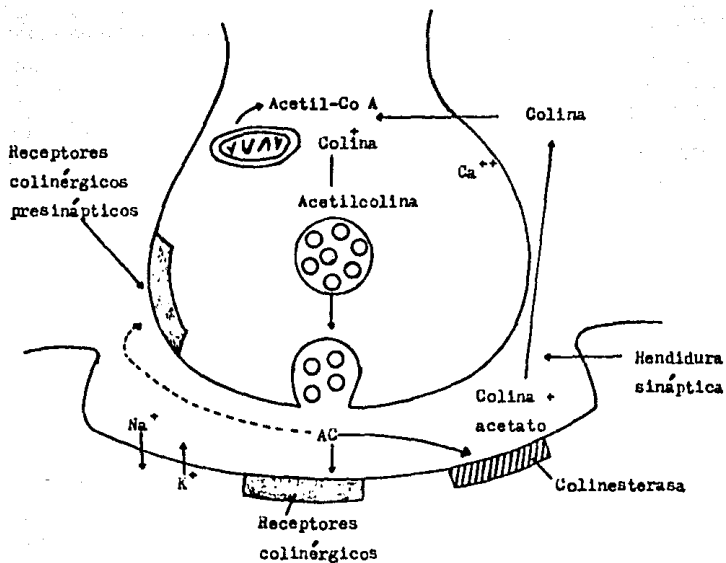 Acetil-Co A
Colina
+
Colina
Ca++
Receptores
colinérgicos
presinápticos
Acetilcolina
Hendidura
sináptica
Colina +
acetato
Na+
AC
K+
Colinesterasa
Receptores
colinérgicos